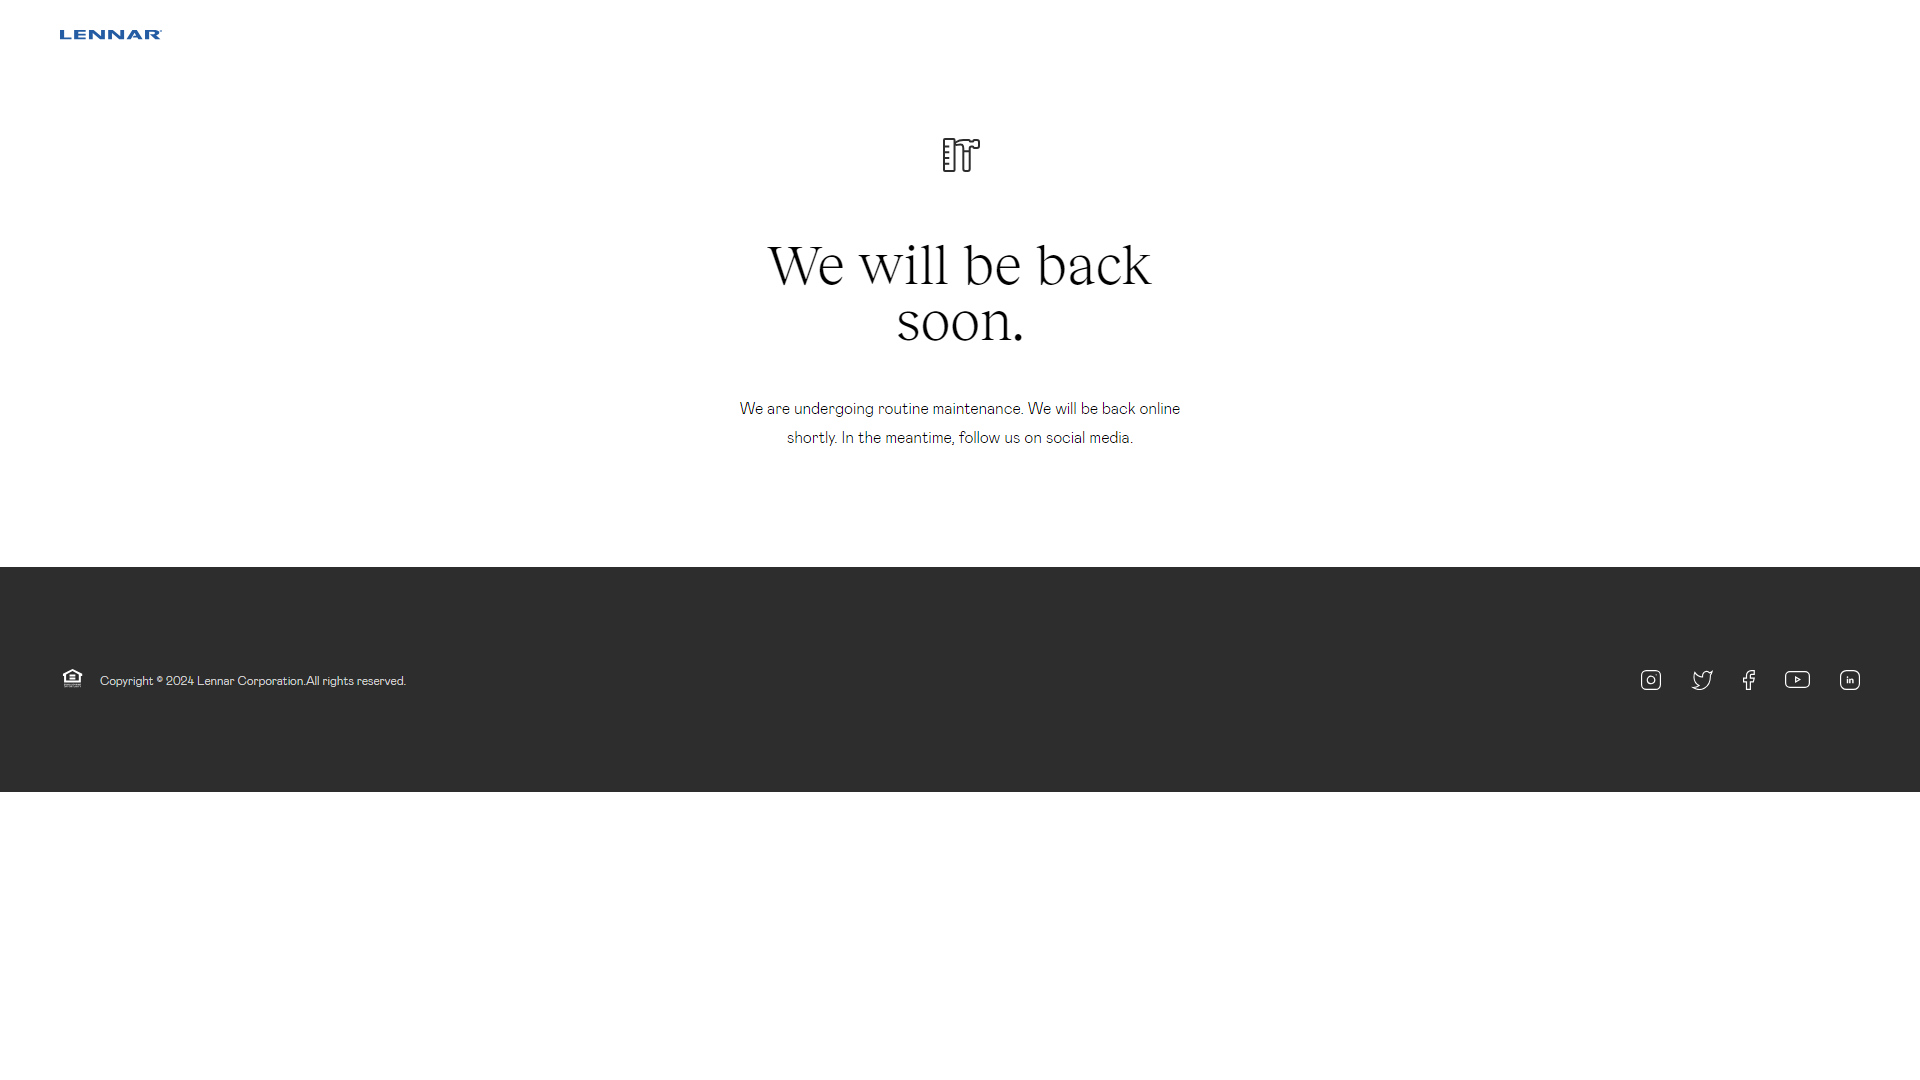 LENNAR
We will be back
soon.
We are undergoing routine maintenance. We will be back online
shortly. In the meantime, follow us on social media.
Copyright © 2024 Lennar Corporation.All rights reserved.
in